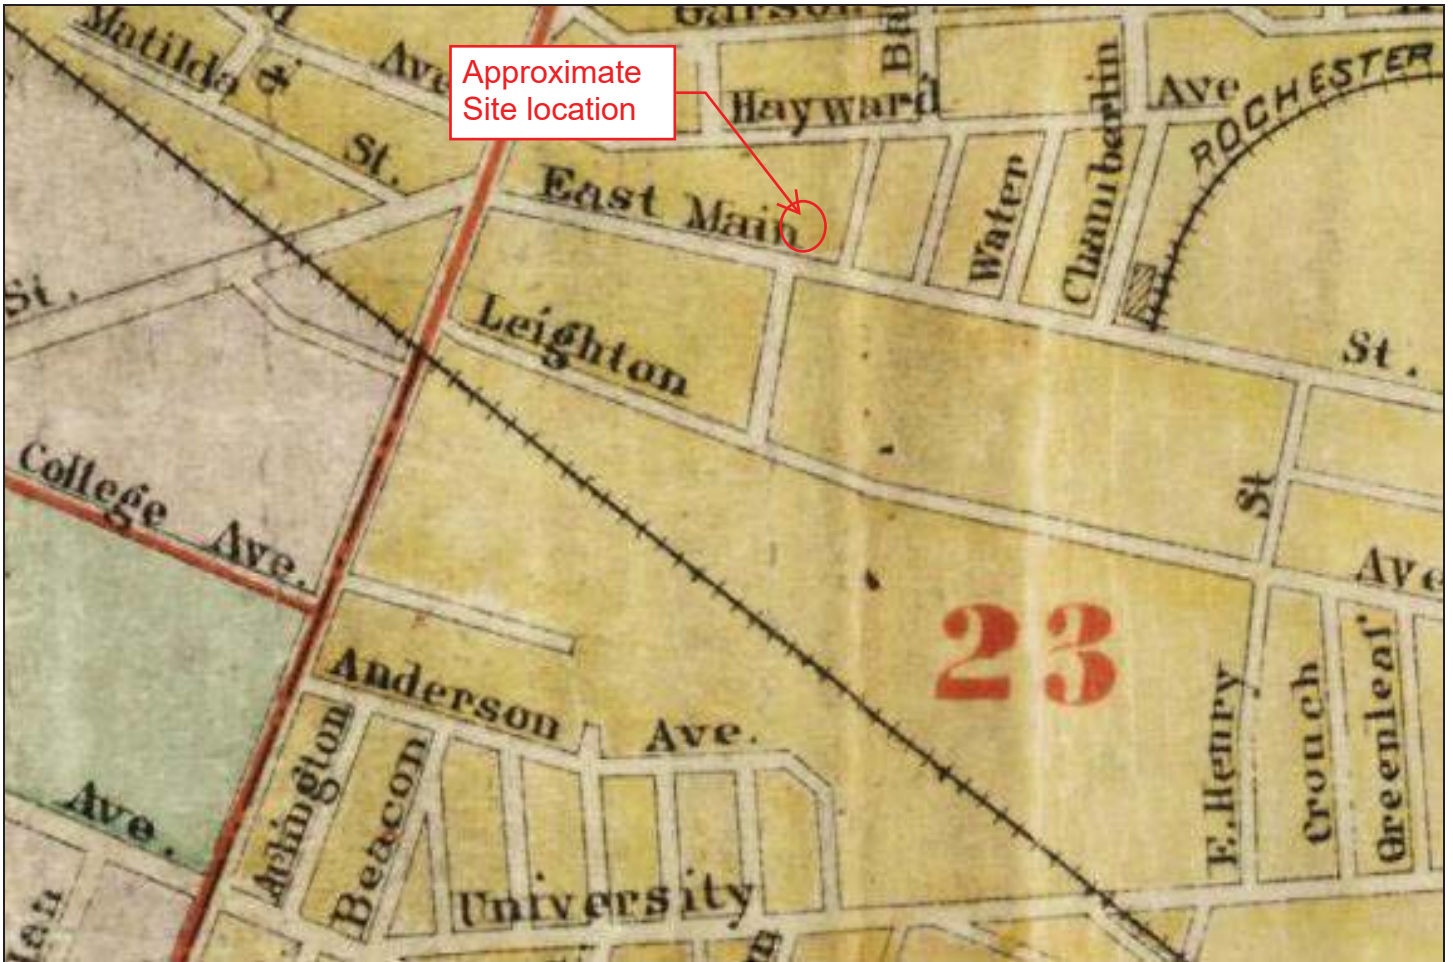 Garson
Matilda
&
Ave
Approximate
Site location
Hayward
Ave
ROCHESTER
St.
East Main
Water
Chamberlin
St.
Leighton
St.
College Ave.
St
Ave
23
Anderson
Ave.
Arlington
Beacon
E. Henry
Crouch
Greenleaf
Ave.
University